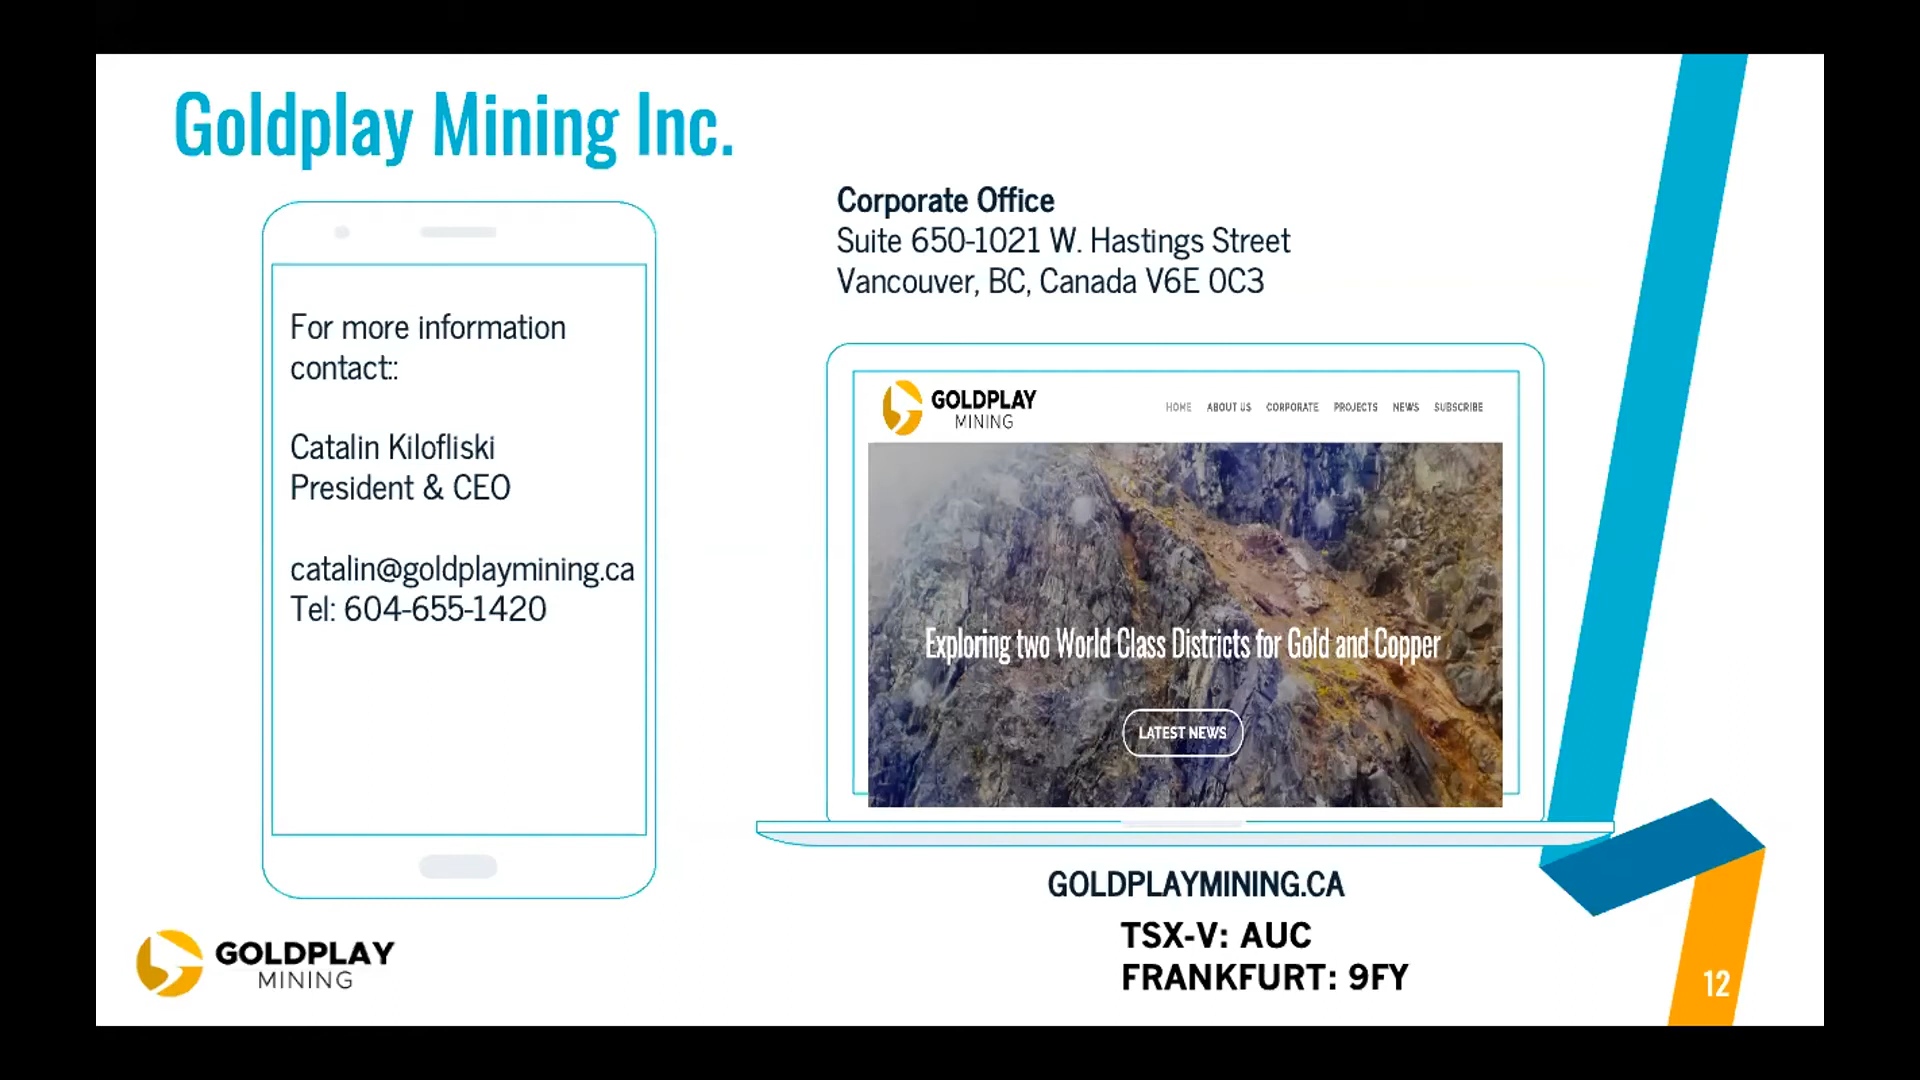 Goldplay Mining Inc.
Corporate Office
Suite 650-1021 W. Hastings Street
Vancouver, BC, Canada V6E 0C3
For more information
contact::
Catalin Kilofliski
President & CEO
catalin@goldplaymining.ca
Tel: 604-655-1420
GOLDPLAY
MINING
HOME ABOUT US CORPORATE PROJECTS NEWS SUBSCRIBE
Exploring two World Class Districts for Gold and Copper
LATEST NEWS
GOLDPLAYMINING.CA
TSX-V: AUC
FRANKFURT: 9FY
GOLDPLAY
MINING
12